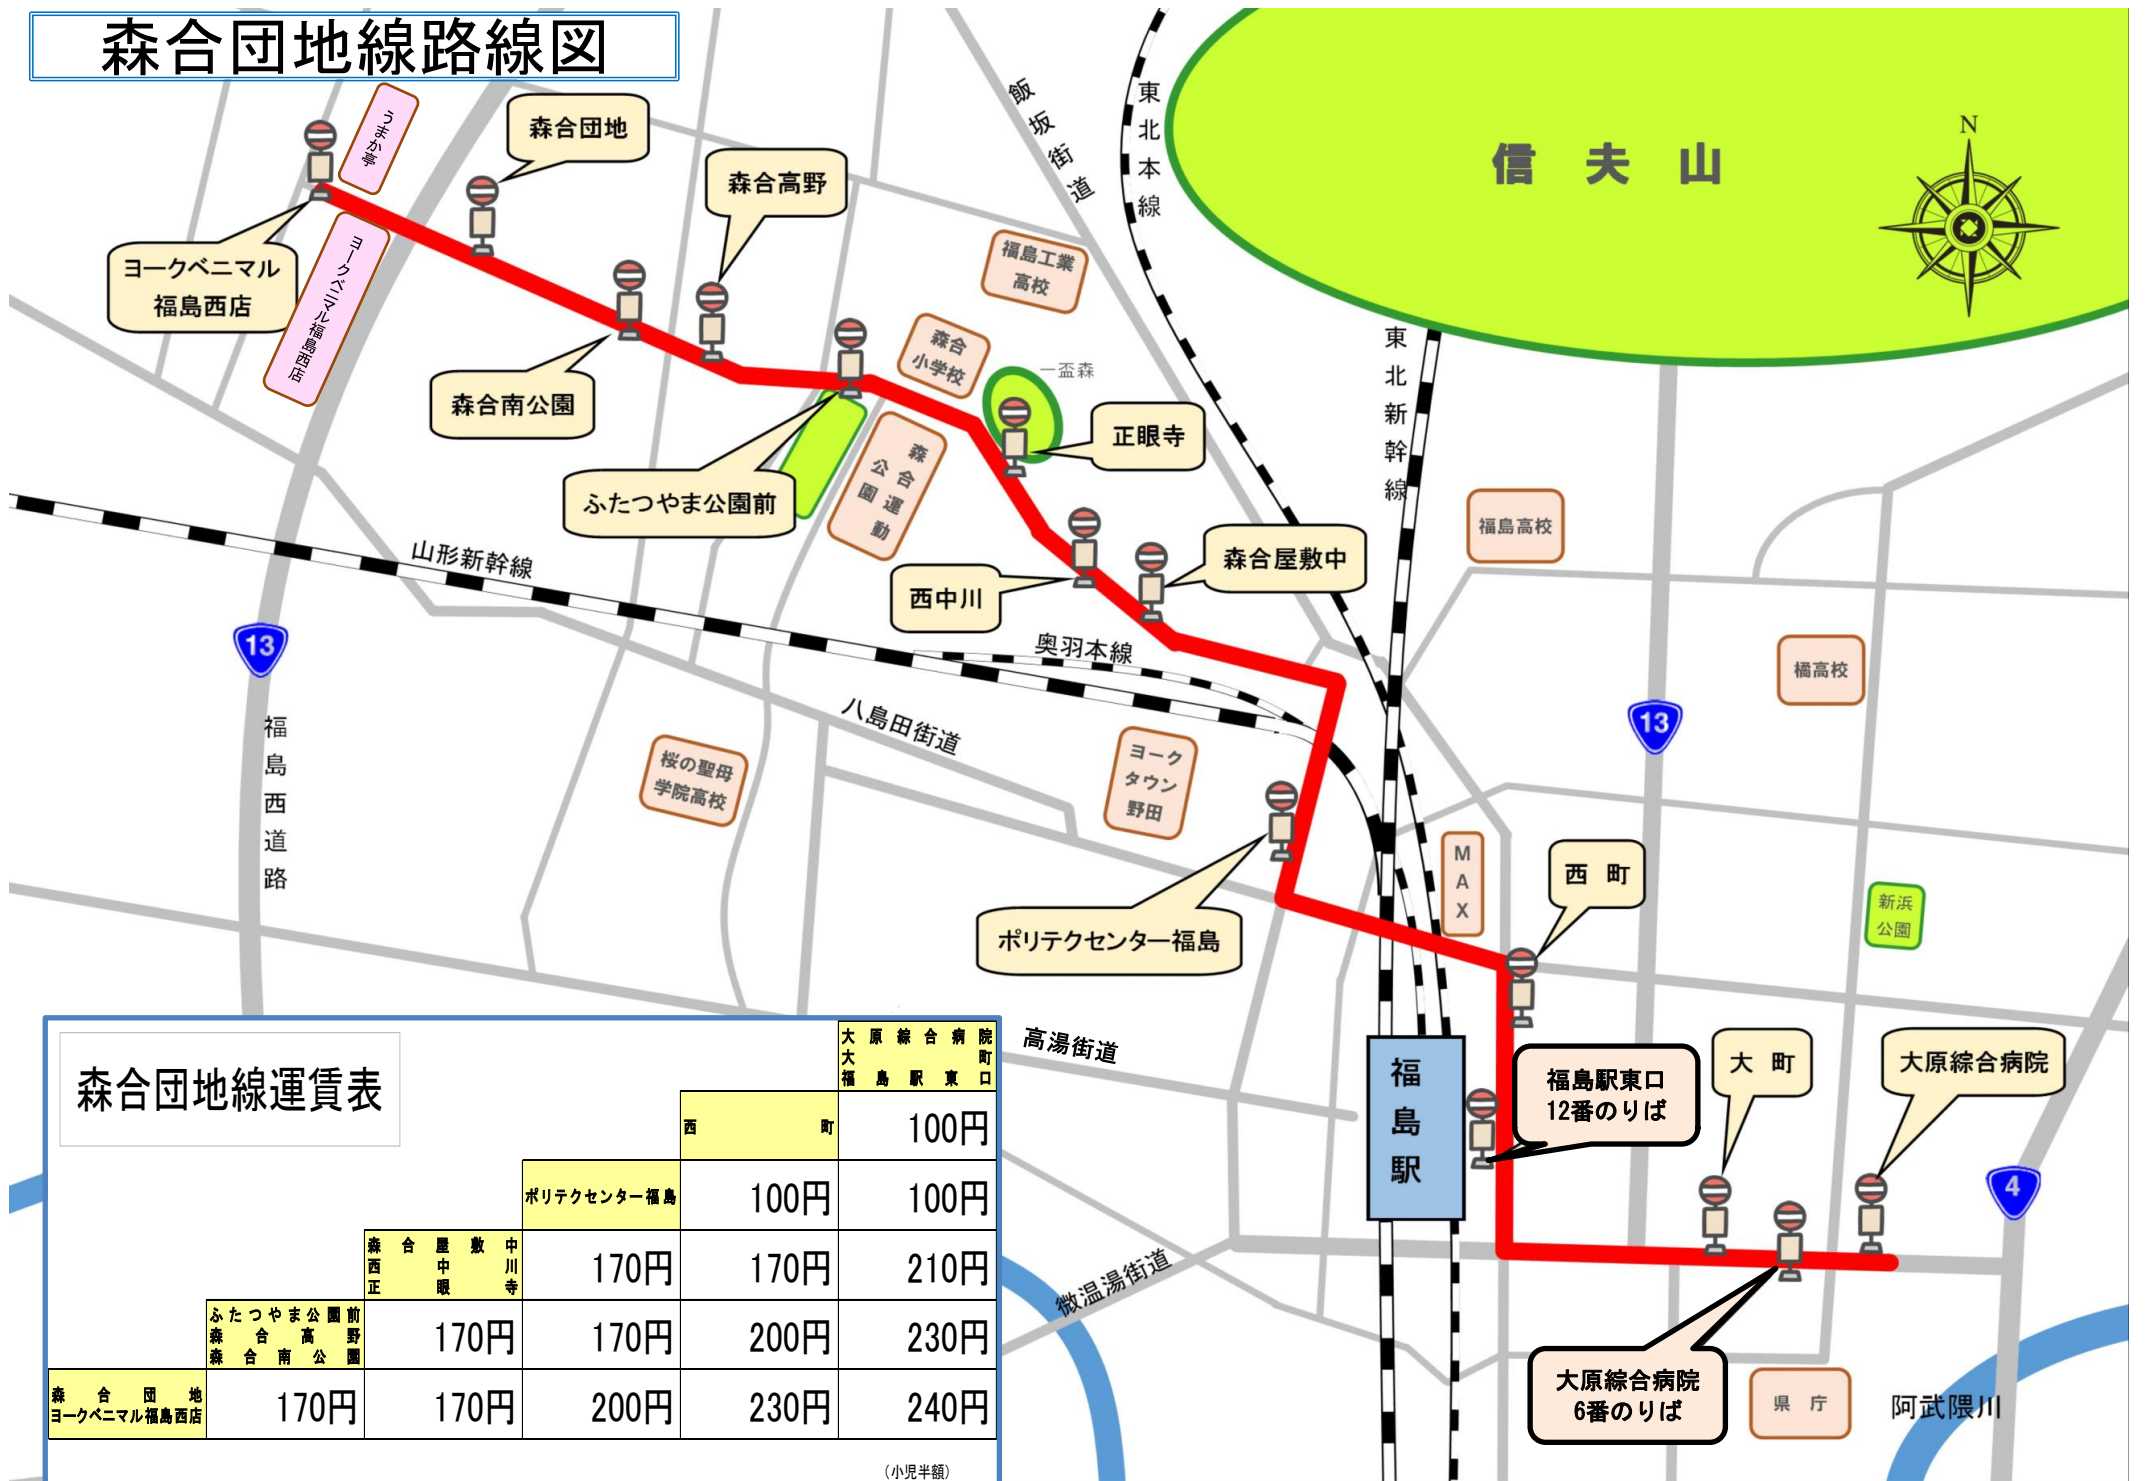 森合団地線路線図
うまか亭
ヨークベニマル
福島西店
ヨークベニマル福島西店
森合団地
森合高野
森合南公園
ふたつやま公園前
飯坂街道
東北本線
信夫山
N
福島工業
高校
森合
小学校
一盃森
正眼寺
森合運動
公園
東北新幹線
福島高校
山形新幹線
西中川
森合屋敷中
奥羽本線
13
福島西道路
八島田街道
桜の聖母
学院高校
ヨーク
タウン
野田
13
橘高校
MAX
西町
新浜
公園
ポリテクセンター福島
高湯街道
福島駅
福島駅東口
12番のりば
大町
大原綜合病院
4
微温湯街道
大原綜合病院
6番のりば
県庁
阿武隈川
森合団地線運賃表
大原綜合病院
大町
福島駅東口
西町
100円
ポリテクセンター福島
100円
100円
森合屋敷中
西中川
正眼寺
170円
170円
210円
ふたつやま公園前
森合高野
森合南公園
170円
170円
200円
230円
森合団地
ヨークベニマル福島西店
170円
170円
200円
230円
240円
(小児半額)